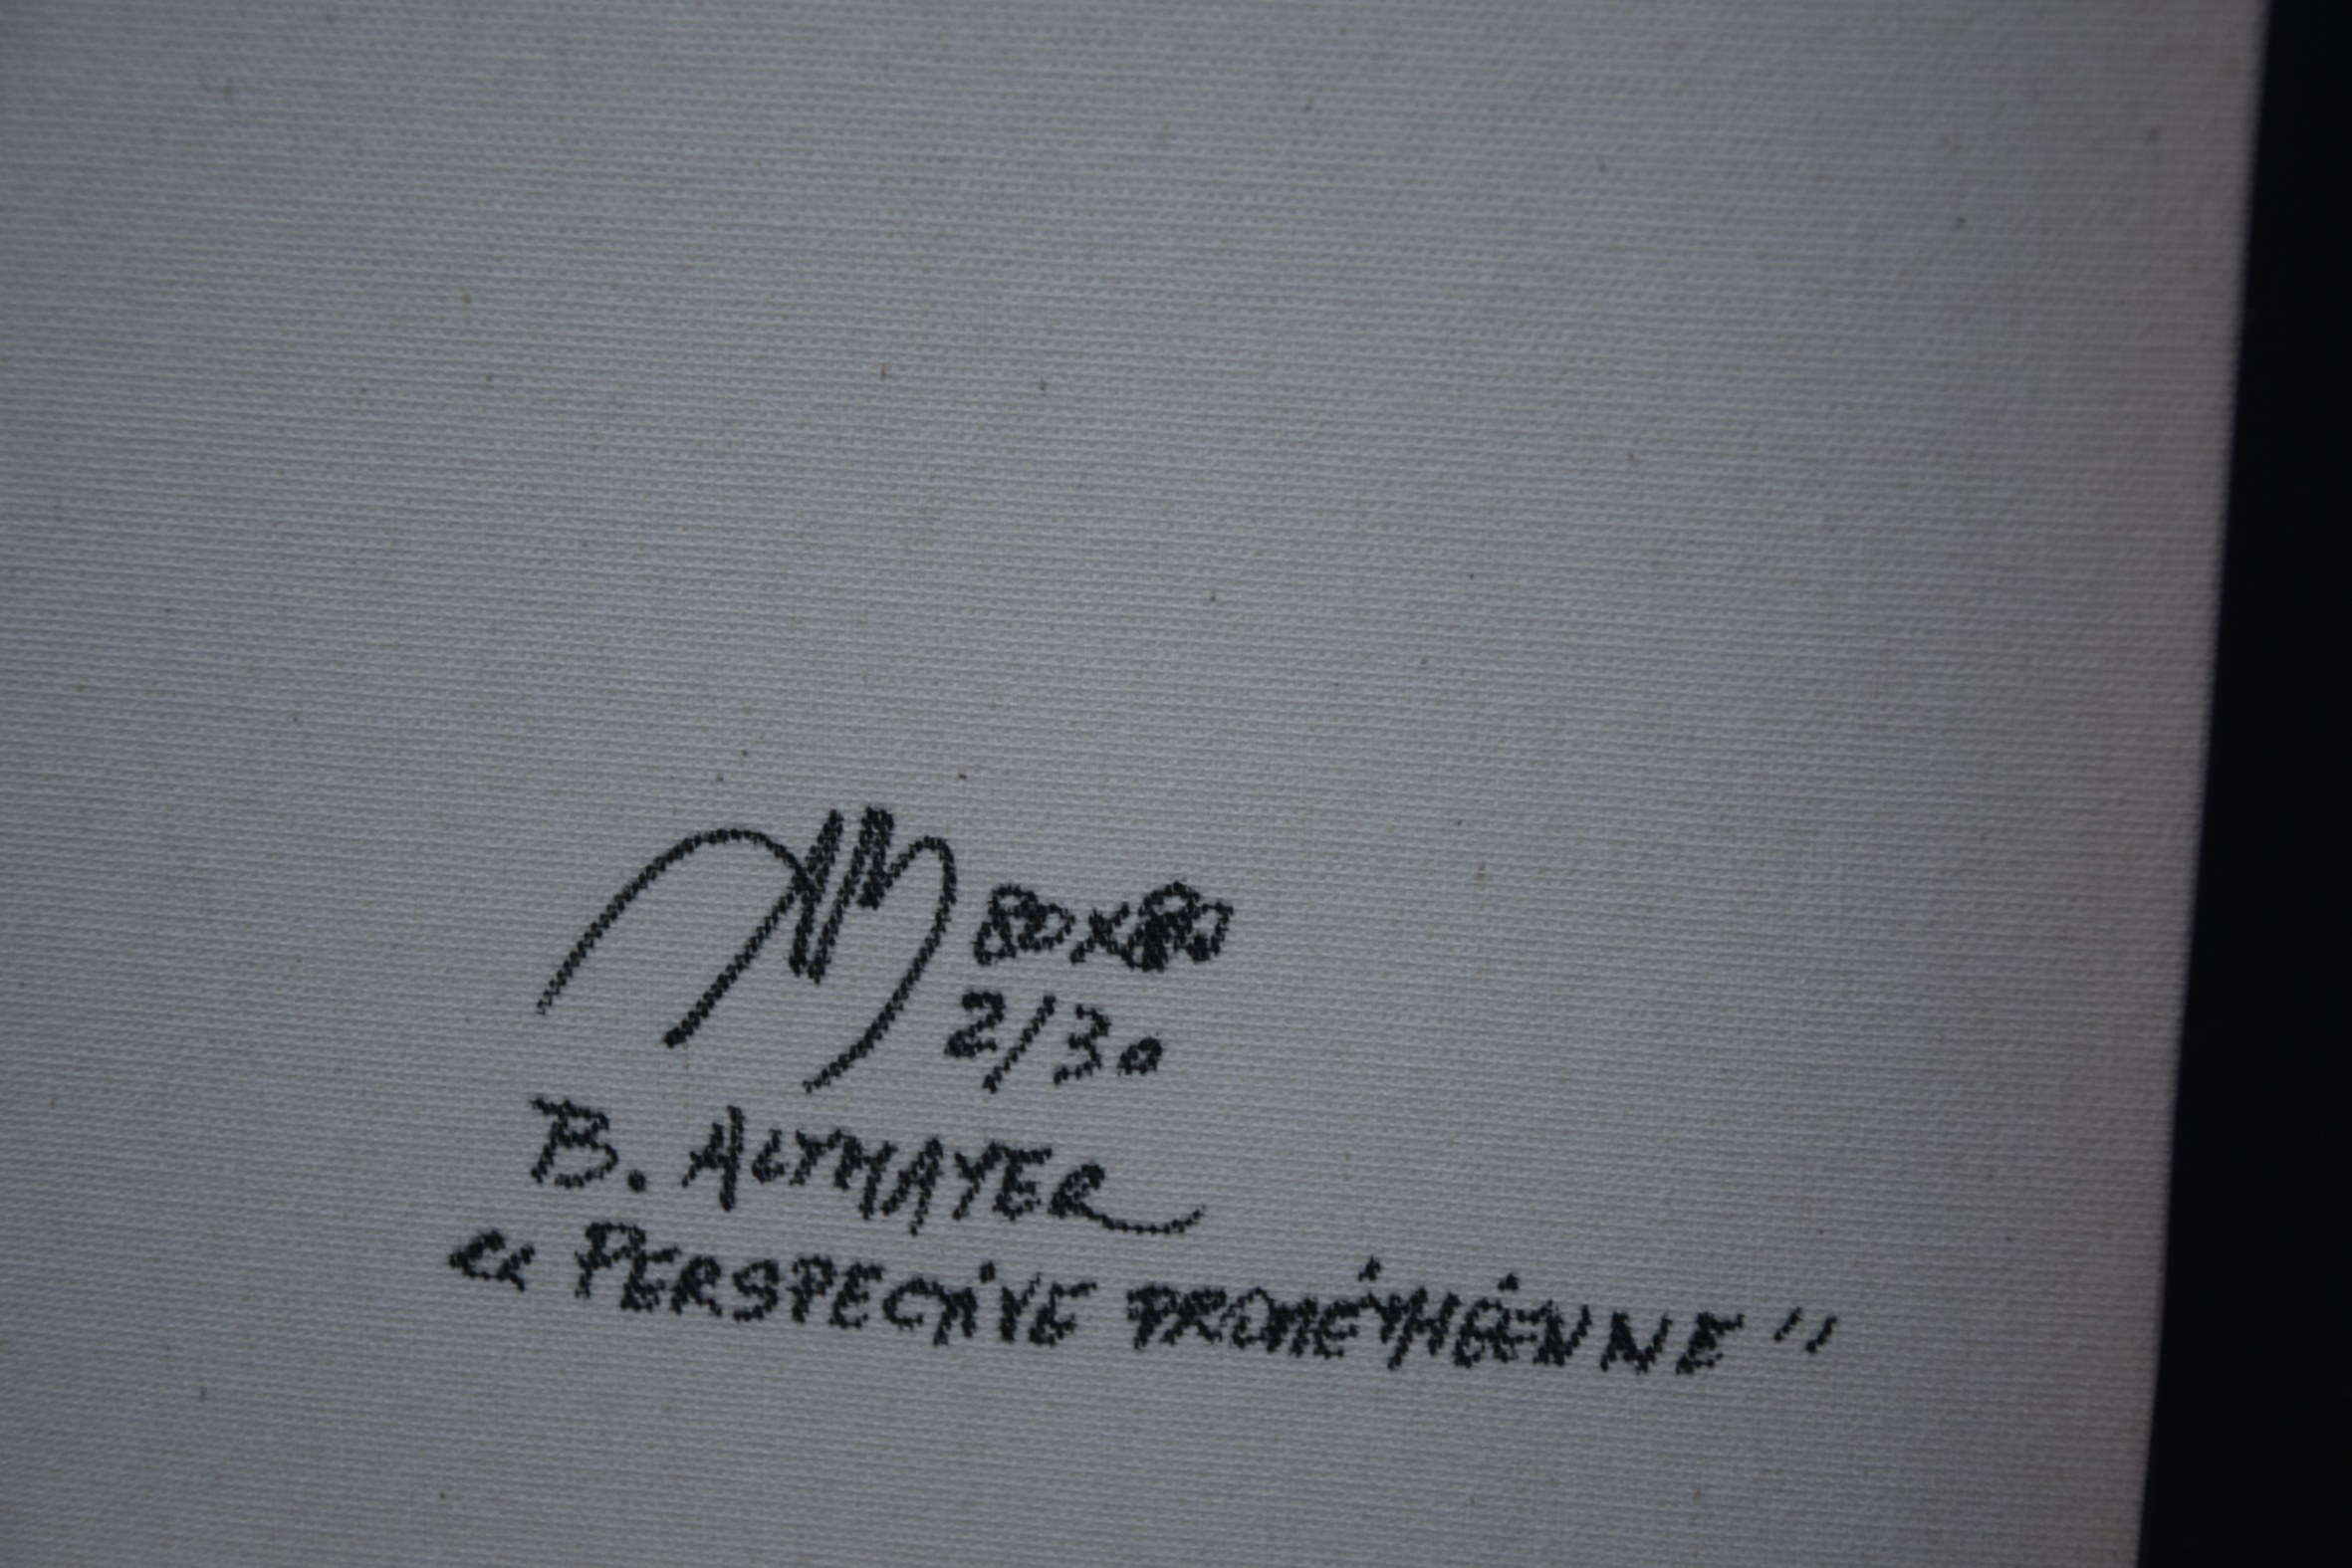 80x80
2/30
B. ALTMAYER
“PERSPECTIVE PROMÉTHÉENNE”